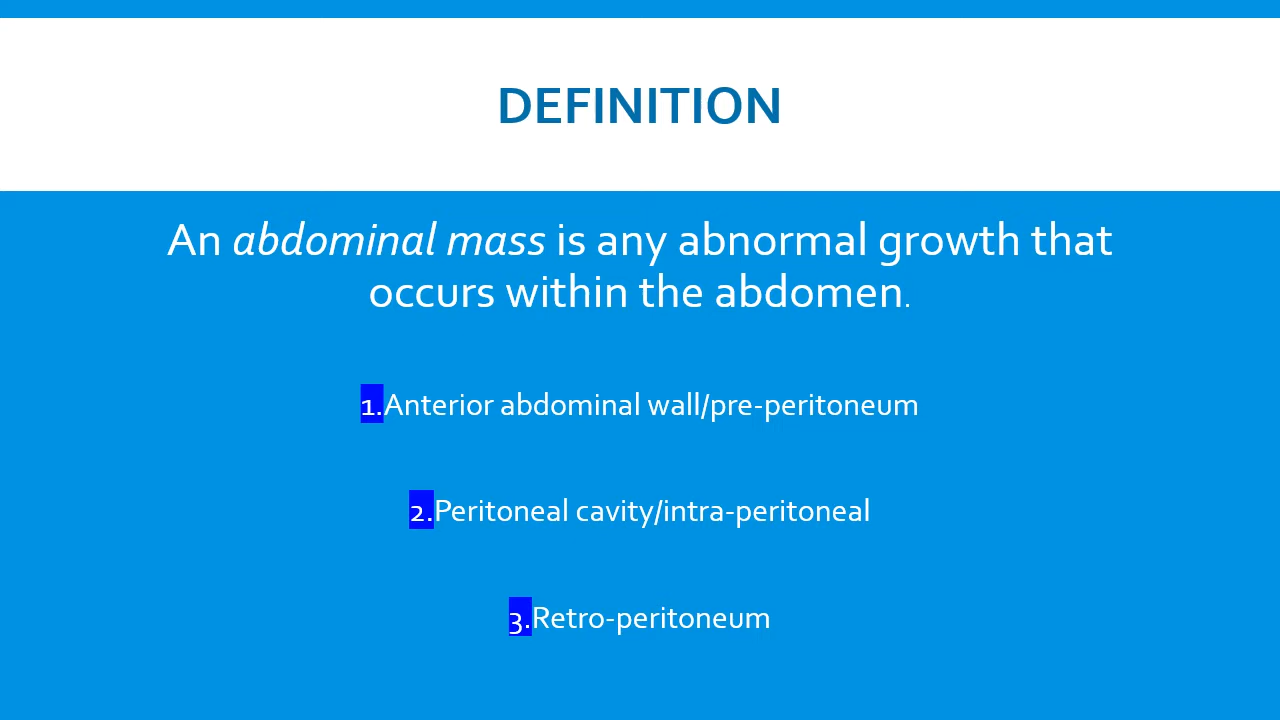 DEFINITION
An abdominal mass is any abnormal growth that
occurs within the abdomen.
1.Anterior abdominal wall/pre-peritoneum
2.Peritoneal cavity/intra-peritoneal
3.Retro-peritoneum